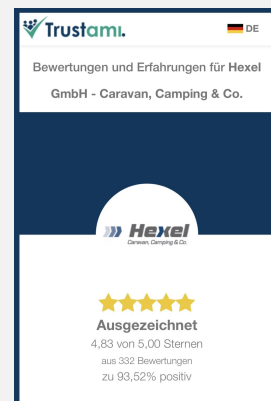 Trustami.
DE
Bewertungen und Erfahrungen für Hexel
GmbH - Caravan, Camping & Co.
Hexel
Caravan, Camping & Co.
Ausgezeichnet
4,83 von 5,00 Sternen
aus 332 Bewertungen
zu 93,52% positiv